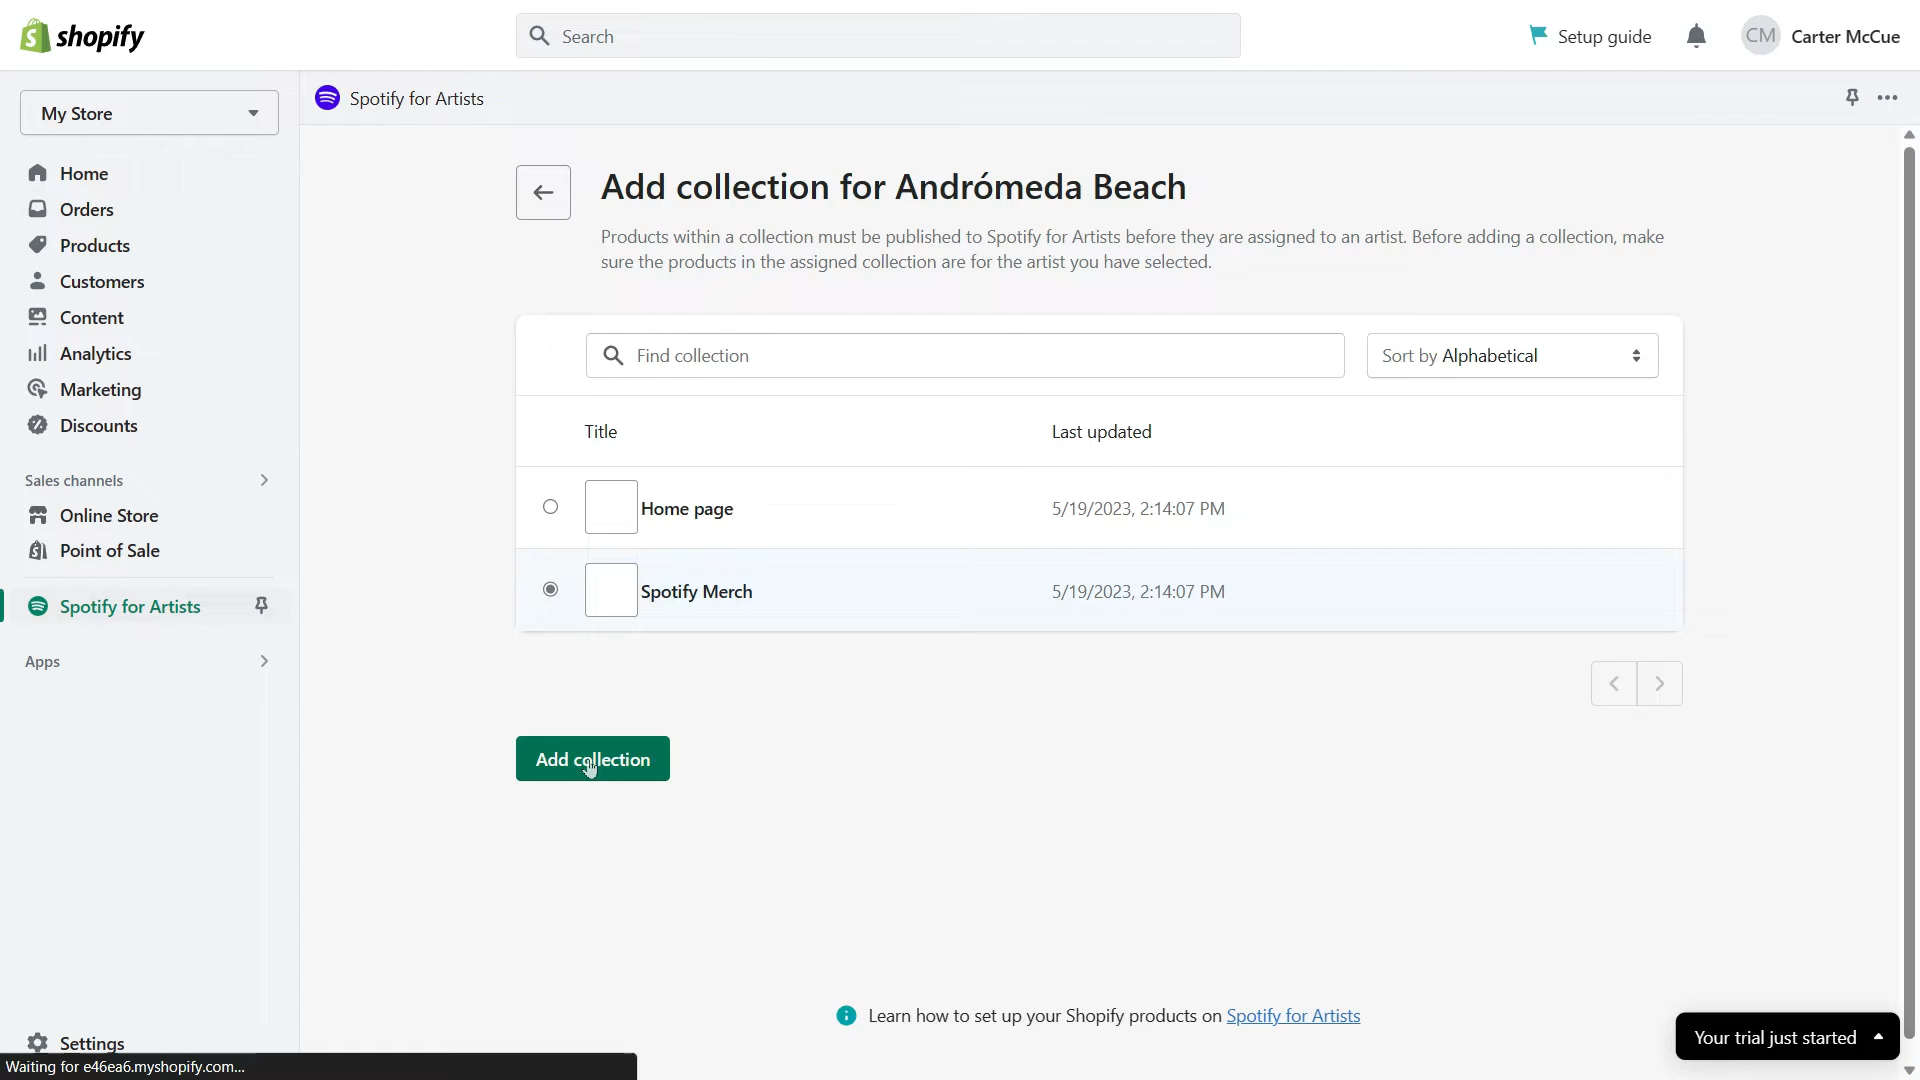 shopify
Search
Setup guide
CM
Carter McCue
My Store
Spotify for Artists
Home
Orders
Products
Customers
Content
Analytics
Marketing
Discounts
Sales channels
Online Store
Point of Sale
Spotify for Artists
Apps
Settings
Add collection for Andrómeda Beach
Products within a collection must be published to Spotify for Artists before they are assigned to an artist. Before adding a collection, make
sure the products in the assigned collection are for the artist you have selected.
Find collection
Sort by Alphabetical
Title
Last updated
Home page
5/19/2023, 2:14:07 PM
Spotify Merch
5/19/2023, 2:14:07 PM
Add collection
Learn how to set up your Shopify products on Spotify for Artists
Your trial just started
Waiting for e46ea6.myshopify.com...